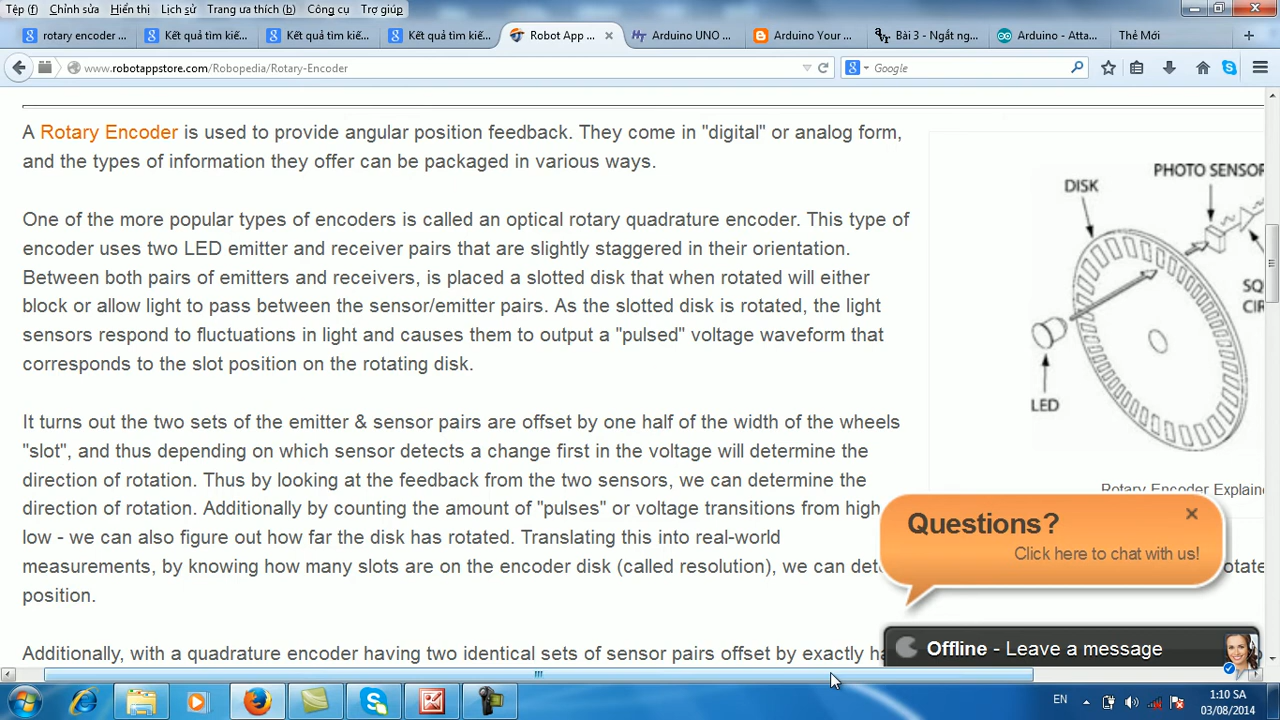 Tệp (f) Chỉnh sửa Hiển thị Lịch sử Trang ưa thích (b) Công cụ Trợ giúp
rotary encoder ... Kết quả tìm kiế... Kết quả tìm kiế... Kết quả tìm kiế... Robot App ... Arduino UNO ... Arduino Your ... Bài 3 - Ngắt ng... Arduino - Atta... Thẻ Mới
www.robotappstore.com/Robopedia/Rotary-Encoder Google
A Rotary Encoder is used to provide angular position feedback. They come in "digital" or analog form,
and the types of information they offer can be packaged in various ways.
One of the more popular types of encoders is called an optical rotary quadrature encoder. This type of
encoder uses two LED emitter and receiver pairs that are slightly staggered in their orientation.
Between both pairs of emitters and receivers, is placed a slotted disk that when rotated will either
block or allow light to pass between the sensor/emitter pairs. As the slotted disk is rotated, the light
sensors respond to fluctuations in light and causes them to output a "pulsed" voltage waveform that
corresponds to the slot position on the rotating disk.
It turns out the two sets of the emitter & sensor pairs are offset by one half of the width of the wheels
"slot", and thus depending on which sensor detects a change first in the voltage will determine the
direction of rotation. Thus by looking at the feedback from the two sensors, we can determine the
direction of rotation. Additionally by counting the amount of "pulses" or voltage transitions from high
low - we can also figure out how far the disk has rotated. Translating this into real-world
measurements, by knowing how many slots are on the encoder disk (called resolution), we can
position.
Additionally, with a quadrature encoder having two identical sets of sensor pairs offset by exactly
PHOTO SENSOR
DISK
LED
Rotary Encoder
Questions?
Click here to chat with us!
Offline - Leave a message
EN 1:10 SA
03/08/2014